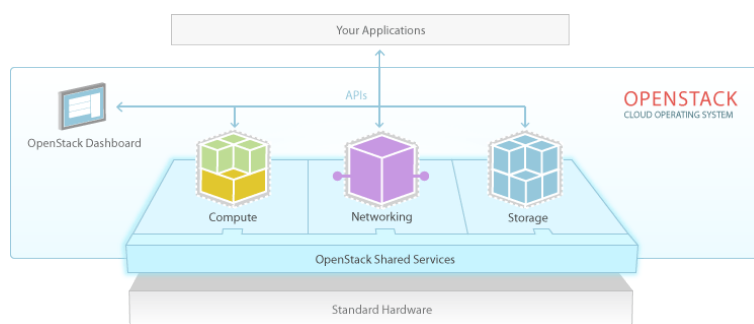 Your Applications
APIs
OPENSTACK
CLOUD OPERATING SYSTEM
OpenStack Dashboard
Compute
Networking
Storage
OpenStack Shared Services
Standard Hardware